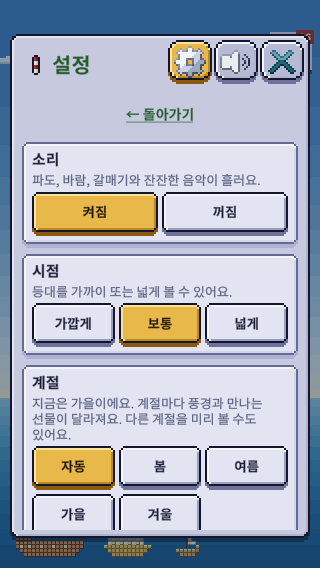 설정
← 돌아가기
소리
파도, 바람, 갈매기와 잔잔한 음악이 흘러요.
켜짐
꺼짐
시점
등대를 가까이 또는 넓게 볼 수 있어요.
가깝게
보통
넓게
계절
지금은 가을이에요. 계절마다 풍경과 만나는
선물이 달라져요. 다른 계절을 미리 볼 수도
있어요.
자동
봄
여름
가을
겨울